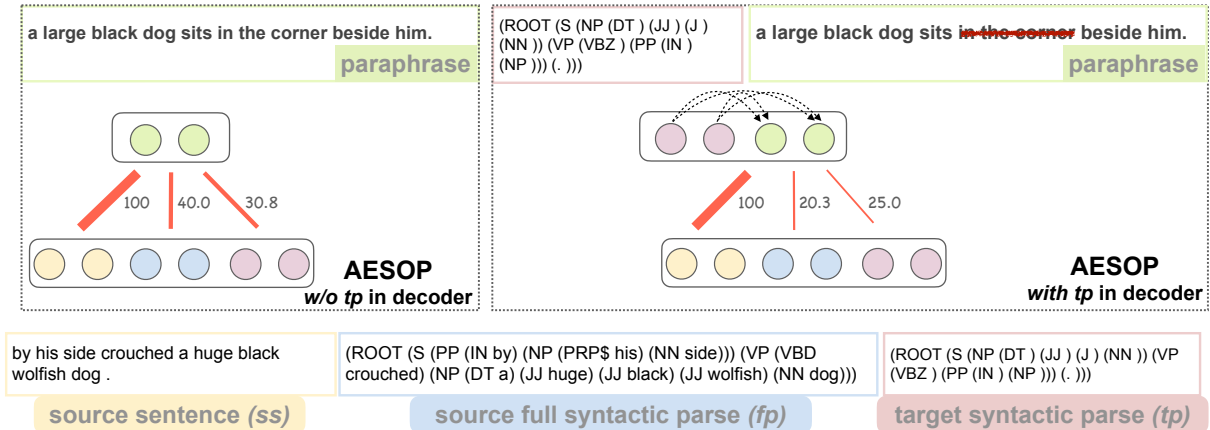 a large black dog sits in the corner beside him.
paraphrase
100
40.0
30.8
AESOP
w/o tp in decoder
(ROOT (S (NP (DT ) (JJ ) (J )
(NN )) (VP (VBZ ) (PP (IN )
(NP ))) (. )))
a large black dog sits in the corner beside him.
paraphrase
100
20.3
25.0
AESOP
with tp in decoder
by his side crouched a huge black
wolfish dog .
source sentence (ss)
(ROOT (S (PP (IN by) (NP (PRP$ his) (NN side))) (VP (VBD
crouched) (NP (DT a) (JJ huge) (JJ black) (JJ wolfish) (NN dog)))
source full syntactic parse (fp)
(ROOT (S (NP (DT ) (JJ ) (J ) (NN )) (VP
(VBZ ) (PP (IN ) (NP ))) (. )))
target syntactic parse (tp)